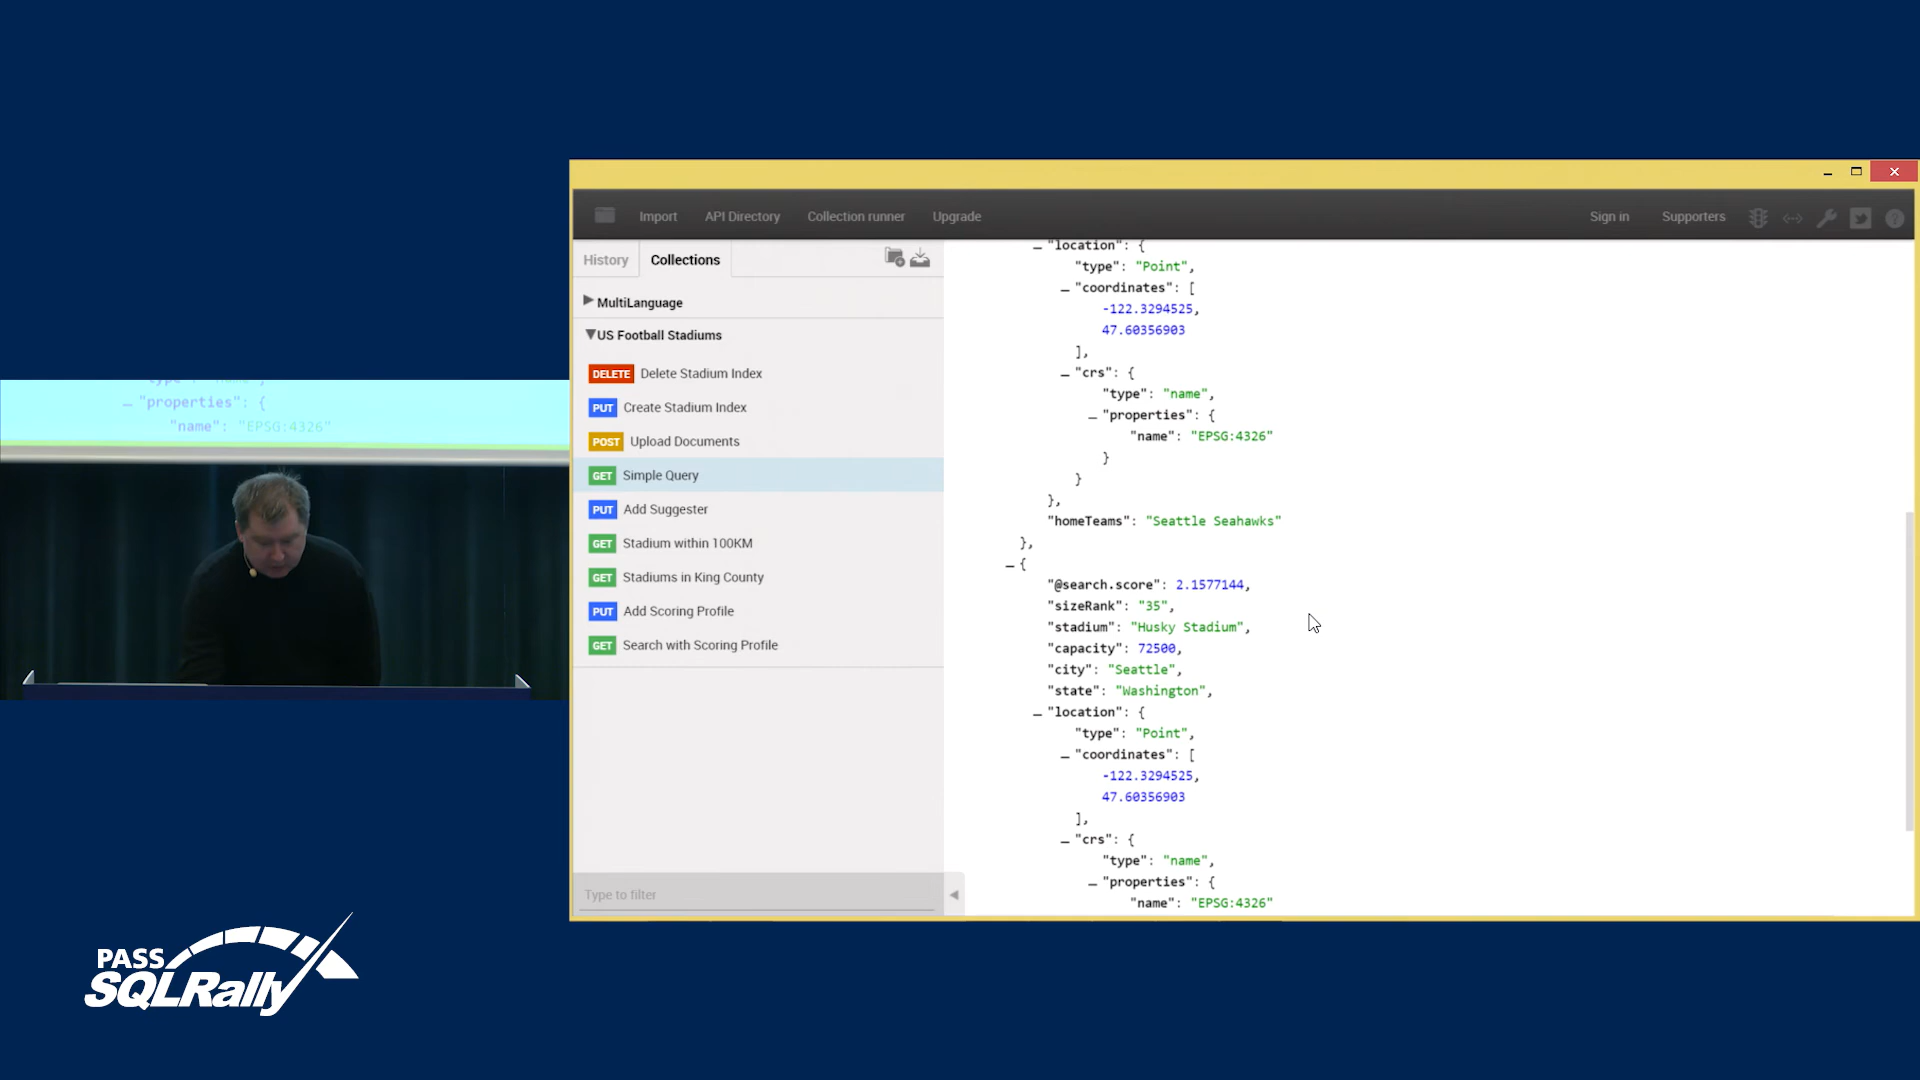 Import API Directory Collection runner Upgrade Sign in Supporters
History Collections
MultiLanguage
US Football Stadiums
DELETE Delete Stadium Index
PUT Create Stadium Index
POST Upload Documents
GET Simple Query
PUT Add Suggester
GET Stadium within 100KM
GET Stadiums in King County
PUT Add Scoring Profile
GET Search with Scoring Profile
Type to filter
"location": {
"type": "Point",
"coordinates": [
-122.3294525,
47.60356903
],
"crs": {
"type": "name",
"properties": {
"name": "EPSG:4326"
}
}
},
"homeTeams": "Seattle Seahawks"
},
{
"@search.score": 2.1577144,
"sizeRank": "35",
"stadium": "Husky Stadium",
"capacity": 72500,
"city": "Seattle",
"state": "Washington",
"location": {
"type": "Point",
"coordinates": [
-122.3294525,
47.60356903
],
"crs": {
"type": "name",
"properties": {
"name": "EPSG:4326"
"properties": {
"name": "EPSG:4326"
PASS
SQLRally